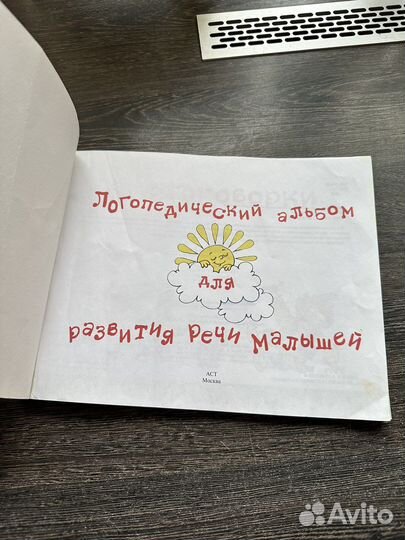 Логопедический альбом
для
развития речи малышей
АСТ
Москва
Avito